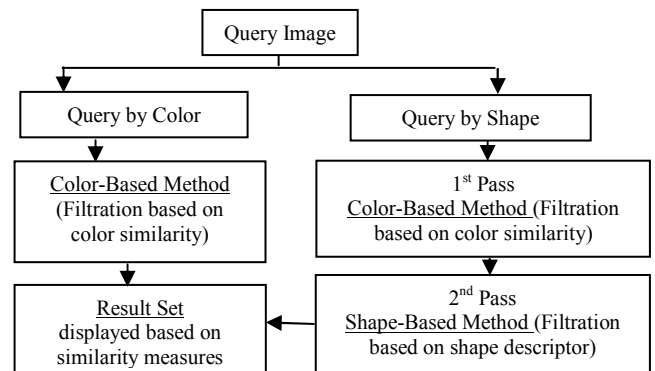 Query Image
Query by Color
Query by Shape
Color-Based Method
(Filtration based on
color similarity)
1st Pass
Color-Based Method (Filtration
based on color similarity)
Result Set
displayed based on
similarity measures
2nd Pass
Shape-Based Method (Filtration
based on shape descriptor)